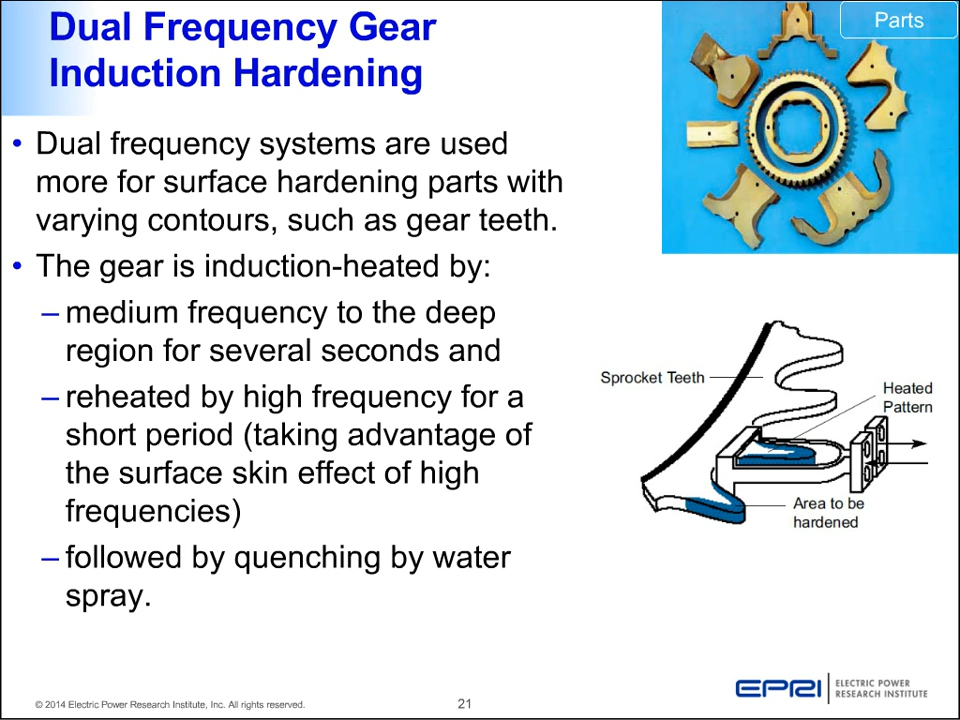 Dual Frequency Gear
Induction Hardening
Parts
• Dual frequency systems are used
more for surface hardening parts with
varying contours, such as gear teeth.
• The gear is induction-heated by:
– medium frequency to the deep
region for several seconds and
– reheated by high frequency for a
short period (taking advantage of
the surface skin effect of high
frequencies)
– followed by quenching by water
spray.
Sprocket Teeth
Heated
Pattern
Area to be
hardened
© 2014 Electric Power Research Institute, Inc. All rights reserved.
21
EPRI
ELECTRIC POWER
RESEARCH INSTITUTE